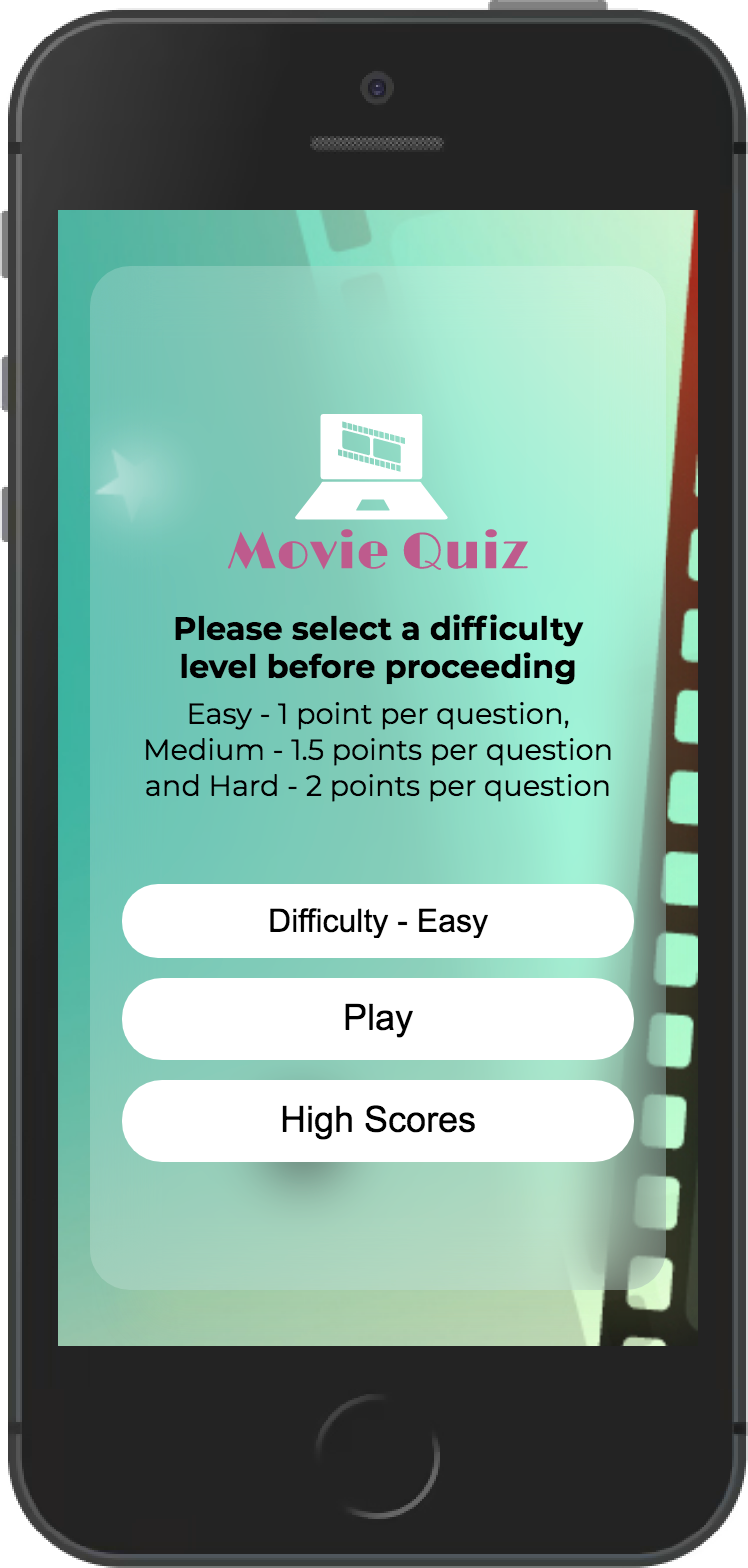 Movie Quiz
Please select a difficulty
level before proceeding
Easy - 1 point per question,
Medium - 1.5 points per question
and Hard - 2 points per question
Difficulty - Easy
Play
High Scores